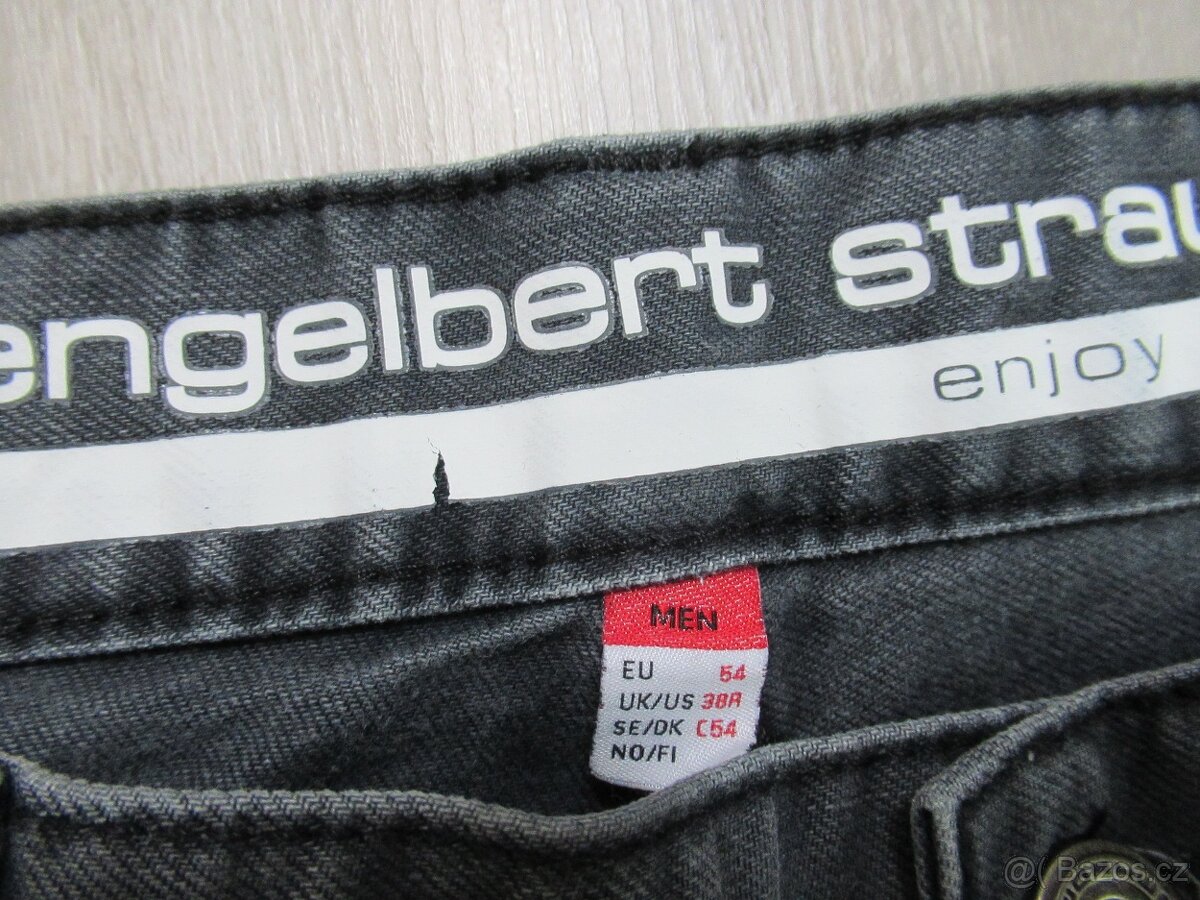 engelbert strau
enjoy
MEN
EU 54
UK/US 38R
SE/DK C54
NO/FI
@( Bazos.cz